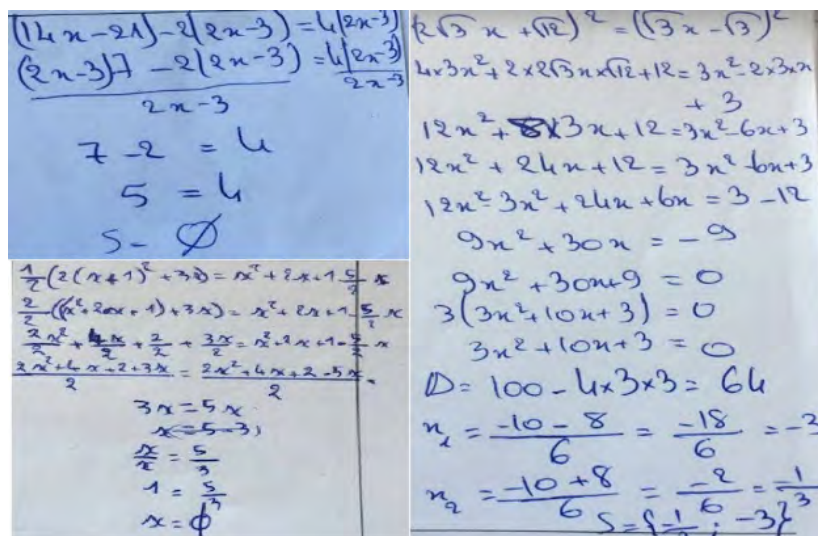 (14x-21)-2(2x-3)=4(2x-3)
(2x-3)7 -2(2x-3) = 4(2x-3)
2x-3 2x-3
7-2 = 4
5 = 4
S= ∅
1/2 (2(x+1)² +3x) = x²+2x+1 5/2 x
2/2 ((x²+2x+1)+3x) = x²+2x+1-5/2 x
2x²/2 + 4x/2 + 2/2 + 3x/2 = x²+2x+1-5/2 x
2x²+4x+2+3x/2 = 2x²+4x+2-5x/2
3x=5x
x=5-3
x/x = 5/3
1 = 5/3
x=∅
(2√3 x +√12)² = (√3x-√3)²
4×3x²+2×2√3x×√12+12=3x²-2×3×x
+ 3
12x²+8×3x+12=3x²-6x+3
12x²+24x+12=3x²-6x+3
12x²-3x²+24x+6x=3-12
9x²+30x=-9
9x²+30x+9=0
3(3x²+10x+3)=0
3x²+10x+3=0
D=100-4×3×3=64
x₁ = -10-8/6 = -18/6 = -3
x₂ = -10+8/6 = -2/6 = -1/3
S={-1/3; -3}